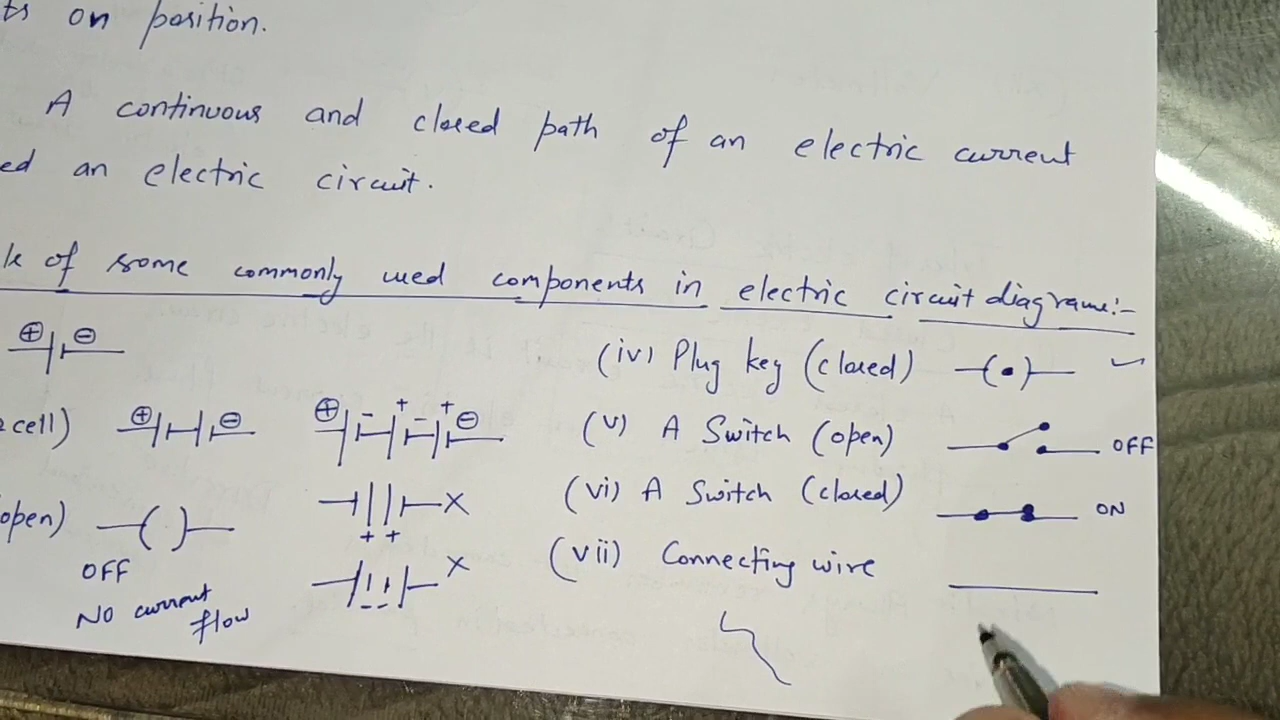 ts on position.
A continuous and closed path of an electric current
ed an electric circuit.
of some commonly used components in electric circuit diagrams:-
+ -
cell) + - + - + - + -
open)
OFF
No current
flow
+ + X
- - X
(iv) Plug key (closed)
(v) A Switch (open) OFF
(vi) A Switch (closed) ON
(vii) Connecting wire